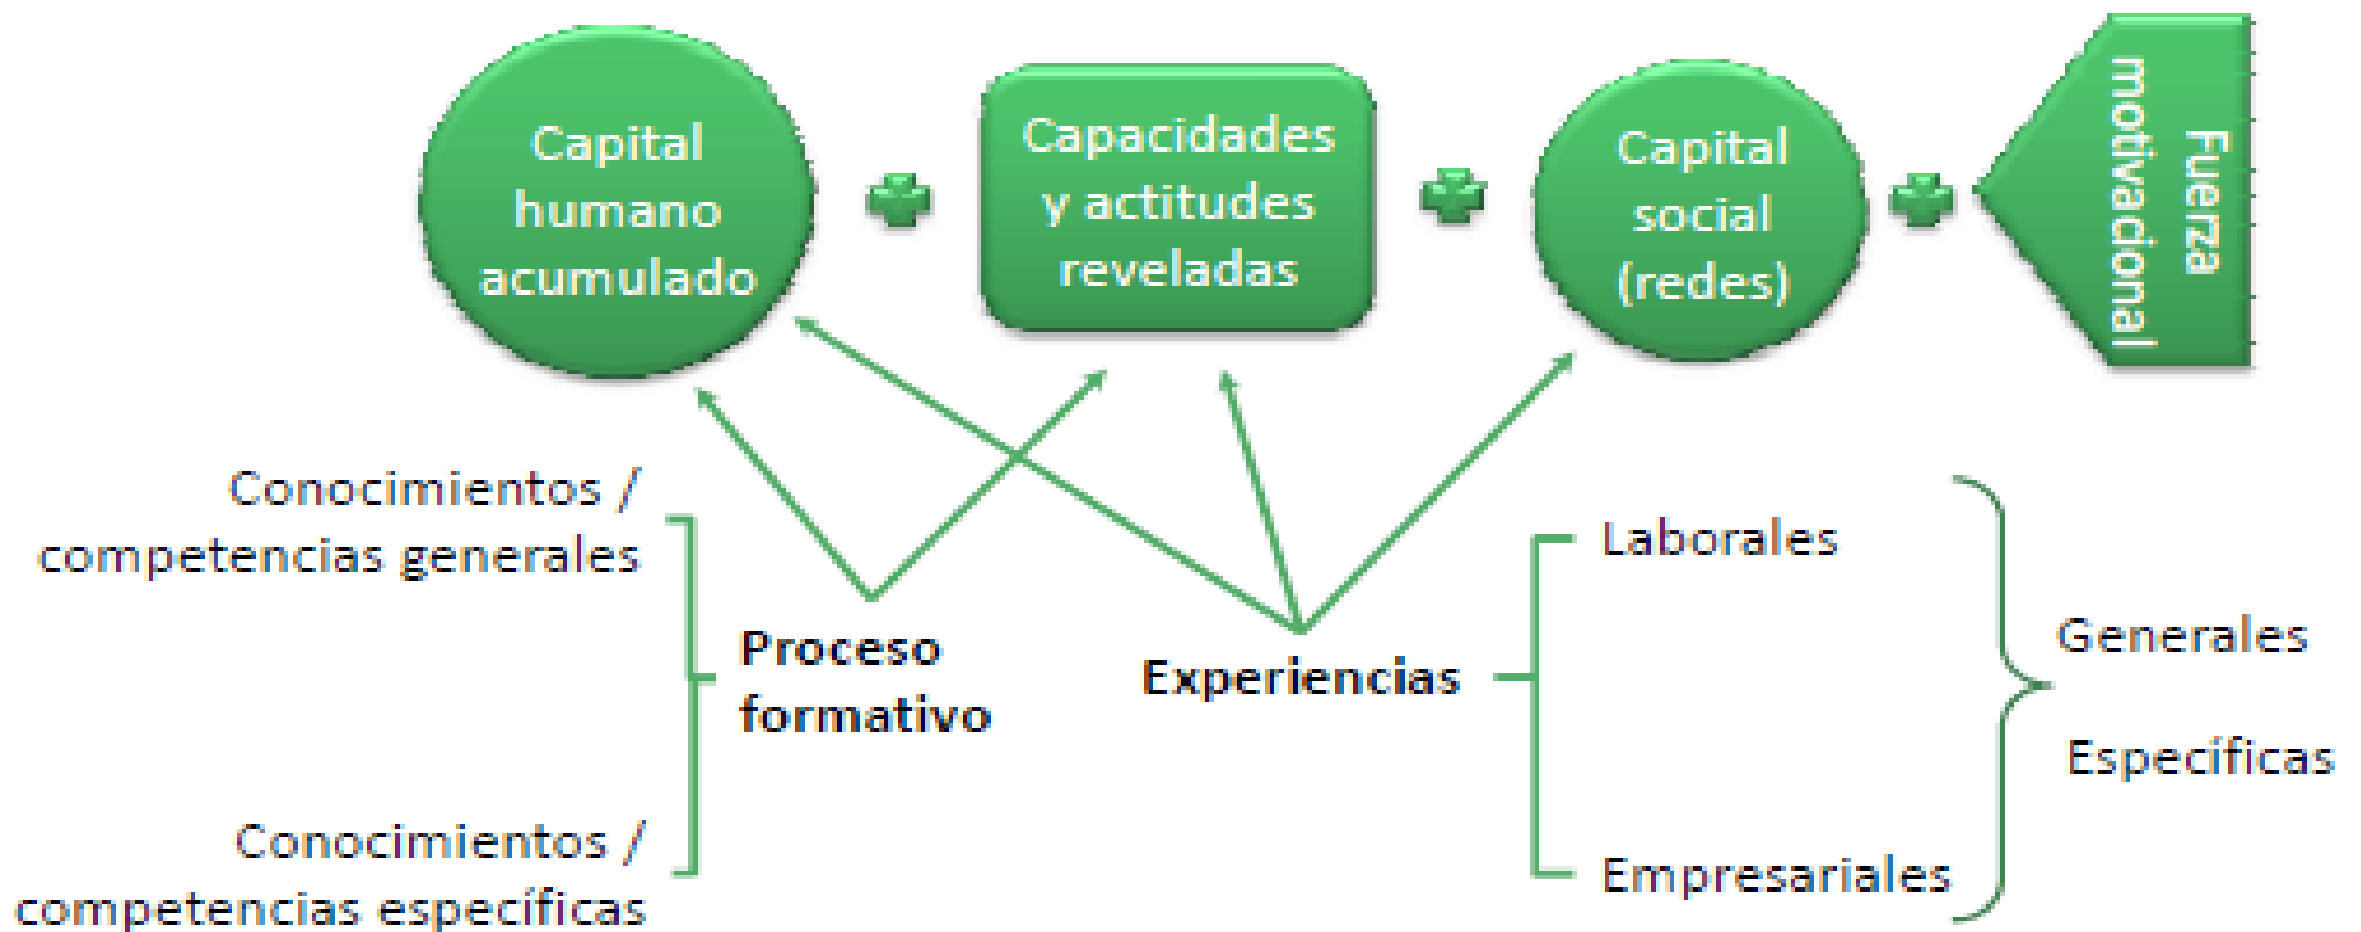 Capital
humano
acumulado
Capacidades
y actitudes
reveladas
Capital
social
(redes)
Fuerza
motivacional
Conocimientos /
competencias generales
Proceso
formativo
Conocimientos /
competencias específicas
Experiencias
Laborales
Empresariales
Generales
Específicas